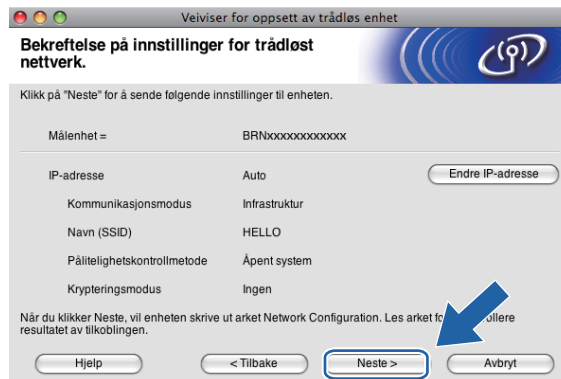 Veiviser for oppsett av trådløs enhet
Bekreftelse på innstillinger for trådløst
nettverk.
Klikk på "Neste" for å sende følgende innstillinger til enheten.
Målenhet = BRNxxxxxxxxxxxx
IP-adresse Auto Endre IP-adresse
Kommunikasjonsmodus Infrastruktur
Navn (SSID) HELLO
Pålitelighetskontrollmetode Åpent system
Krypteringsmodus Ingen
Når du klikker Neste, vil enheten skrive ut arket Network Configuration. Les arket
resultatet av tilkoblingen.
Hjelp < Tilbake Neste > Avbryt